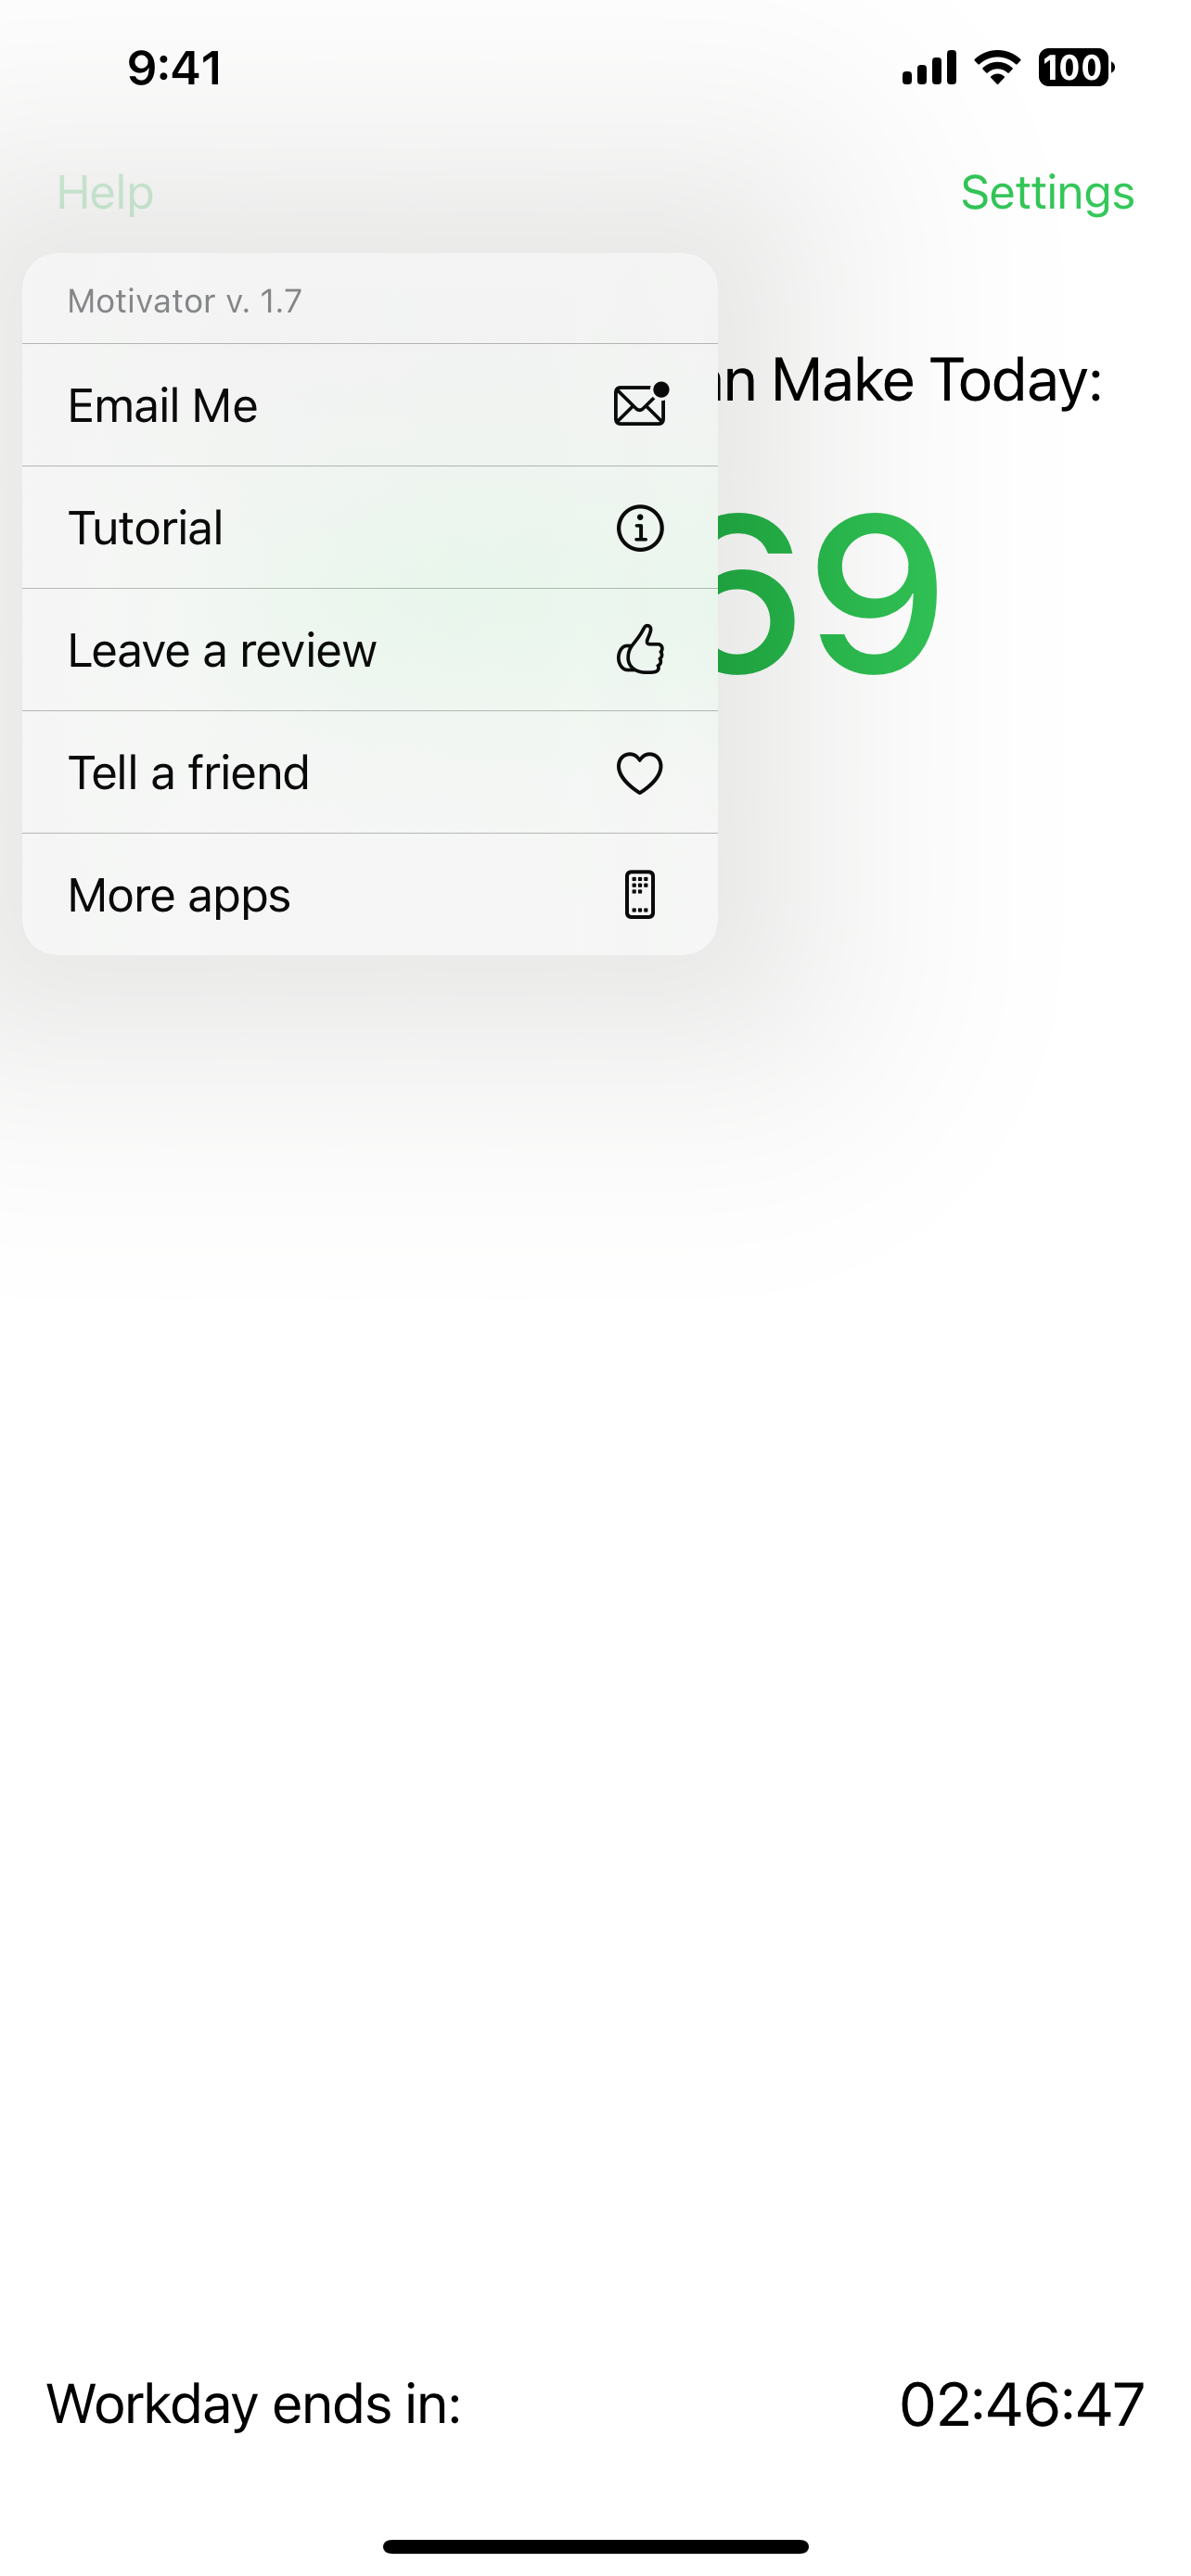 9:41
100
Help
Settings
Motivator v. 1.7
Email Me
Tutorial
Leave a review
Tell a friend
More apps
Make Today:
69
Workday ends in:
02:46:47